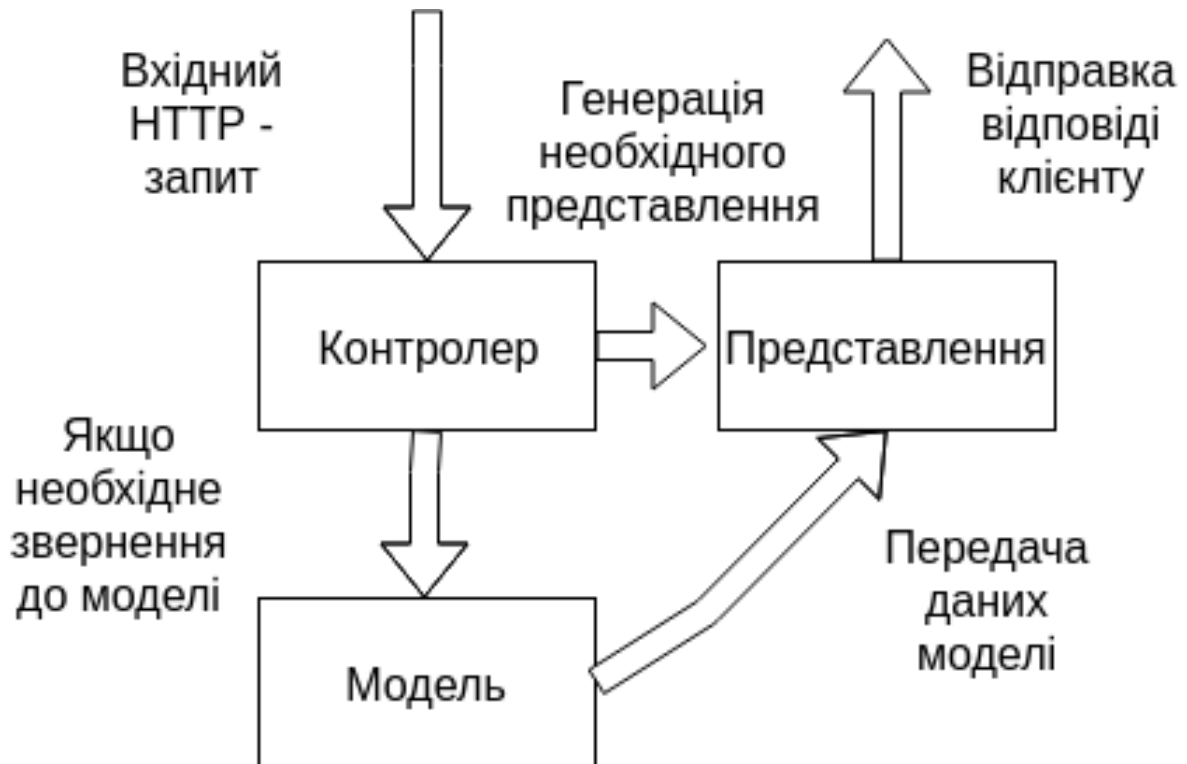 Вхідний
HTTP -
запит
Генерація
необхідного
представлення
Відправка
відповіді
клієнту
Контролер
Представлення
Якщо
необхідне
звернення
до моделі
Передача
даних
моделі
Модель